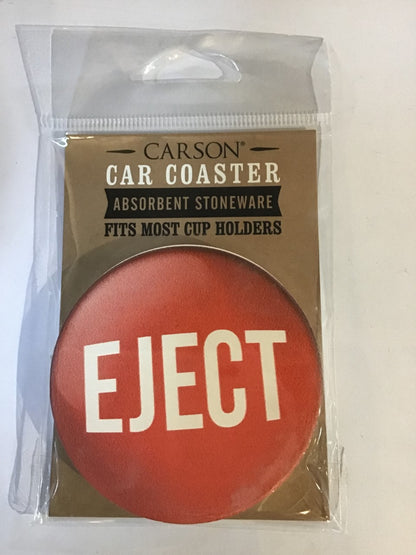 CARSON®
CAR COASTER
ABSORBENT STONEWARE
FITS MOST CUP HOLDERS
EJECT